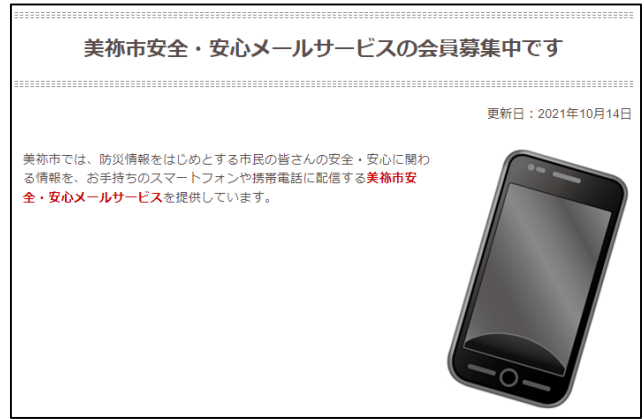 美祢市安全・安心メールサービスの会員募集中です
更新日：2021年10月14日
美祢市では、防災情報をはじめとする市民の皆さんの安全・安心に関わ
る情報を、お手持ちのスマートフォンや携帯電話に配信する美祢市安
全・安心メールサービスを提供しています。